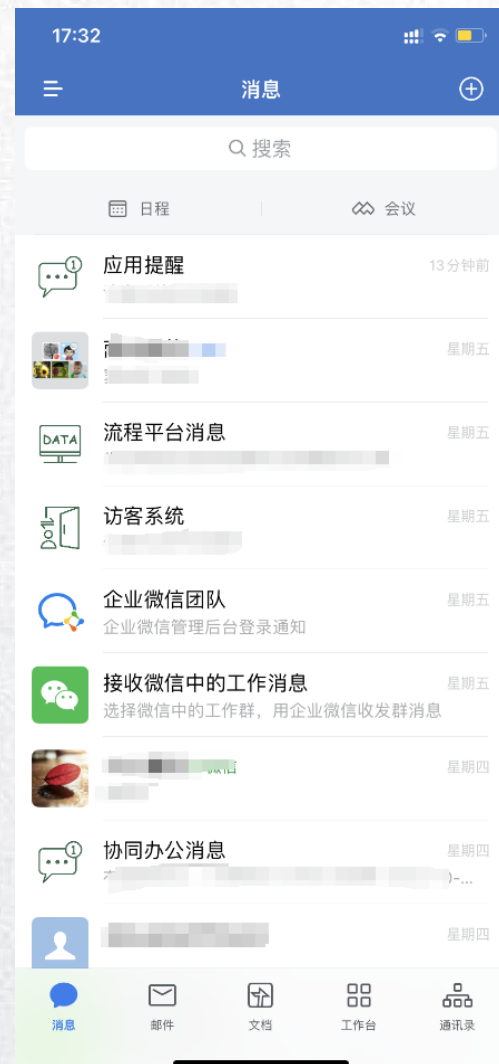 17:32
消息
搜索
日程
会议
应用提醒
13分钟前
星期五
流程平台消息
星期五
DATA
访客系统
星期五
企业微信团队
星期五
企业微信管理后台登录通知
接收微信中的工作消息
星期五
选择微信中的工作群，用企业微信收发群消息
微信
星期四
协同办公消息
星期四
)-...
星期四
消息
邮件
文档
工作台
通讯录